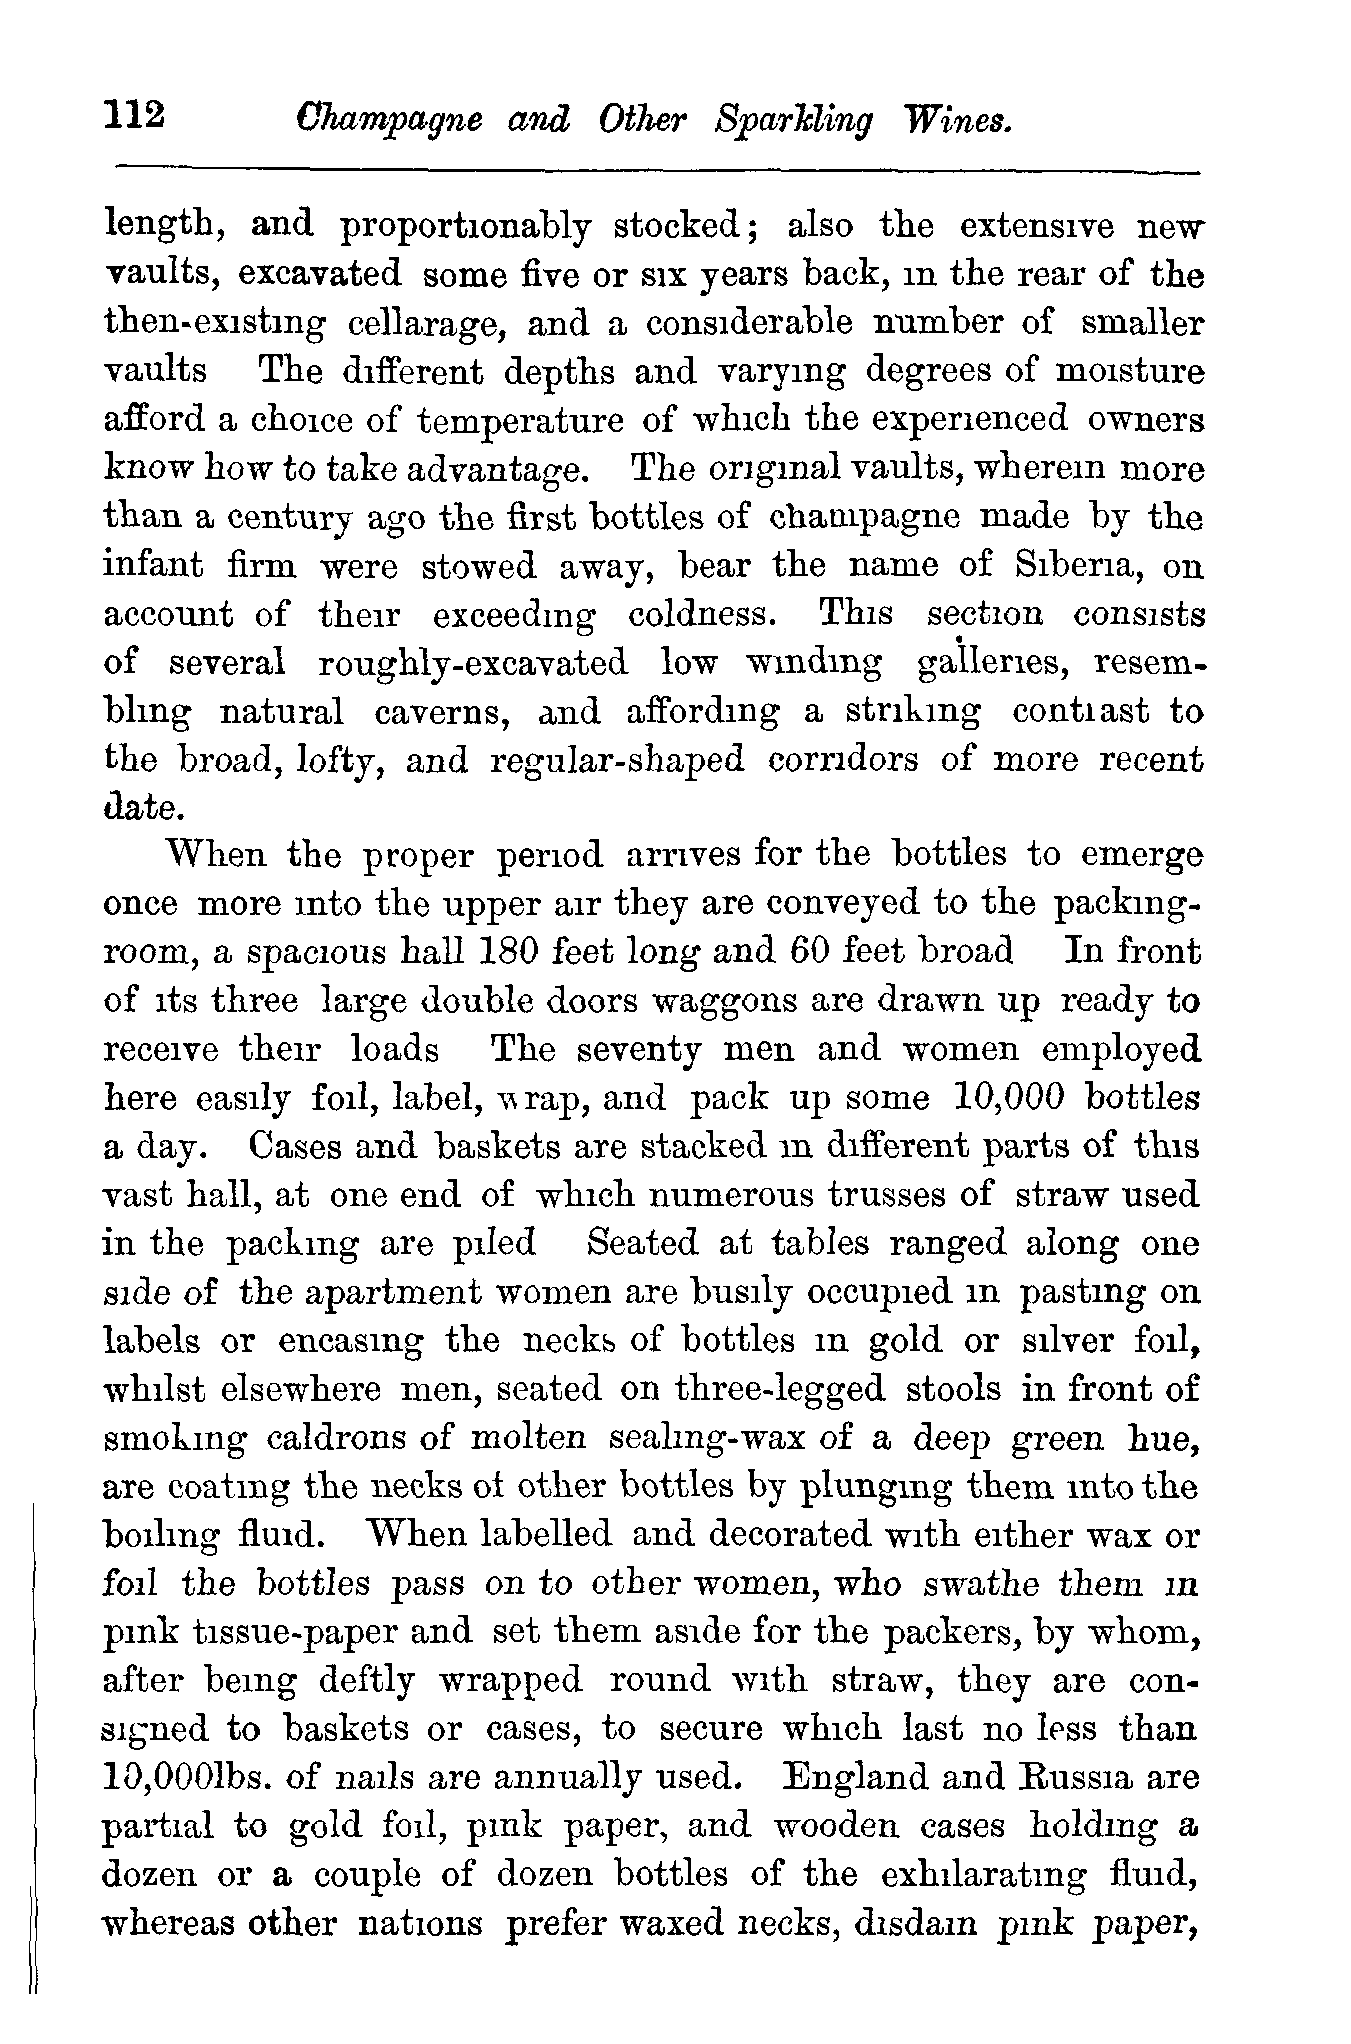 112 Champagne and Other Sparkling Wines.
length, and proportionably stocked; also the extensive new
vaults, excavated some five or six years back, in the rear of the
then-existing cellarage, and a considerable number of smaller
vaults The different depths and varying degrees of moisture
afford a choice of temperature of which the experienced owners
know how to take advantage. The original vaults, wherein more
than a century ago the first bottles of champagne made by the
infant firm were stowed away, bear the name of Siberia, on
account of their exceeding coldness. This section consists
of several roughly-excavated low winding galleries, resem-
bling natural caverns, and affording a striking contrast to
the broad, lofty, and regular-shaped corridors of more recent
date.
When the proper period arrives for the bottles to emerge
once more into the upper air they are conveyed to the packing-
room, a spacious hall 180 feet long and 60 feet broad In front
of its three large double doors waggons are drawn up ready to
receive their loads The seventy men and women employed
here easily foil, label, wrap, and pack up some 10,000 bottles
a day. Cases and baskets are stacked in different parts of this
vast hall, at one end of which numerous trusses of straw used
in the packing are piled Seated at tables ranged along one
side of the apartment women are busily occupied in pasting on
labels or encasing the necks of bottles in gold or silver foil,
whilst elsewhere men, seated on three-legged stools in front of
smoking caldrons of molten sealing-wax of a deep green hue,
are coating the necks of other bottles by plunging them into the
boiling fluid. When labelled and decorated with either wax or
foil the bottles pass on to other women, who swathe them in
pink tissue-paper and set them aside for the packers, by whom,
after being deftly wrapped round with straw, they are con-
signed to baskets or cases, to secure which last no less than
10,000lbs. of nails are annually used. England and Russia are
partial to gold foil, pink paper, and wooden cases holding a
dozen or a couple of dozen bottles of the exhilarating fluid,
whereas other nations prefer waxed necks, disdain pink paper,